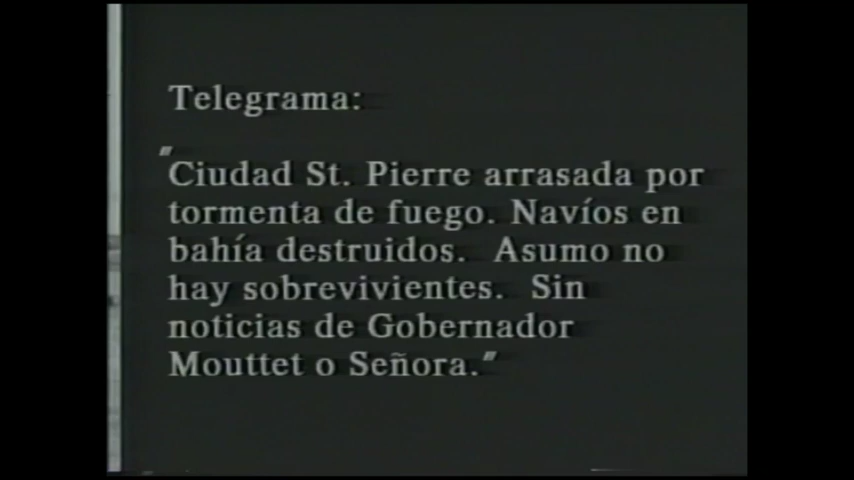 Telegrama:
"Ciudad St. Pierre arrasada por
tormenta de fuego. Navíos en
bahía destruidos. Asumo no
hay sobrevivientes. Sin
noticias de Gobernador
Mouttet o Señora."